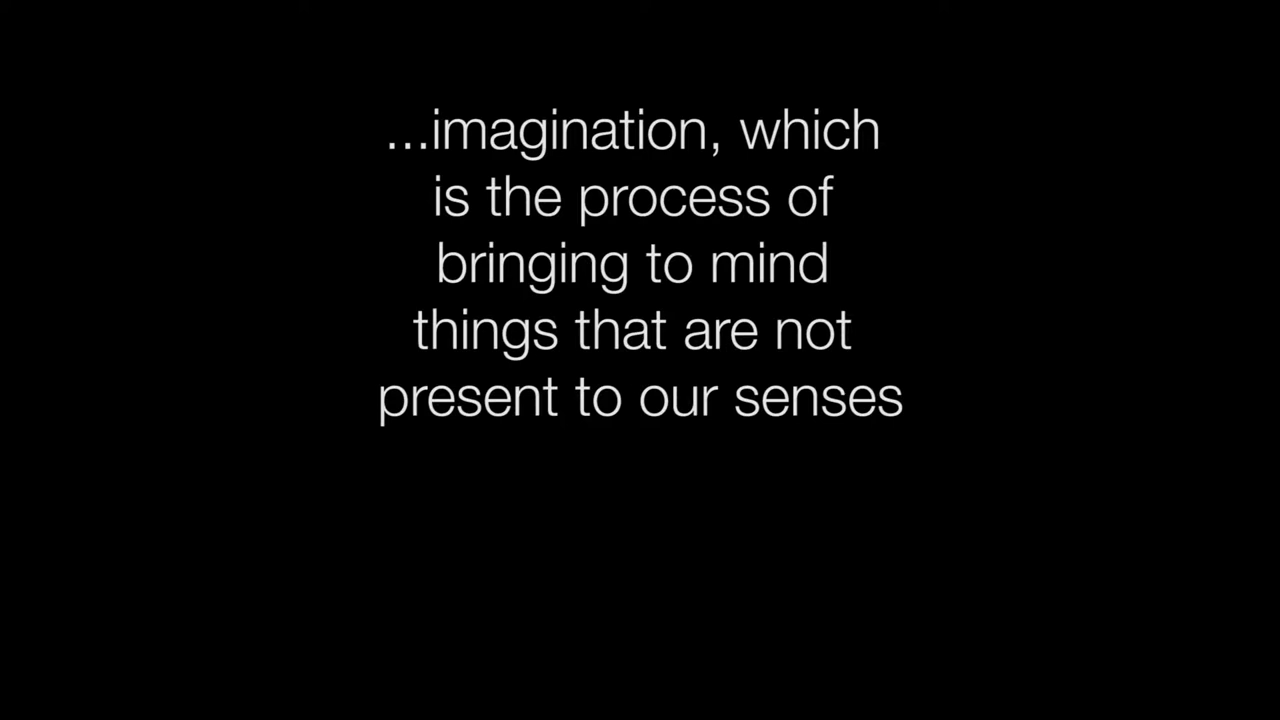 ...imagination, which
is the process of
bringing to mind
things that are not
present to our senses